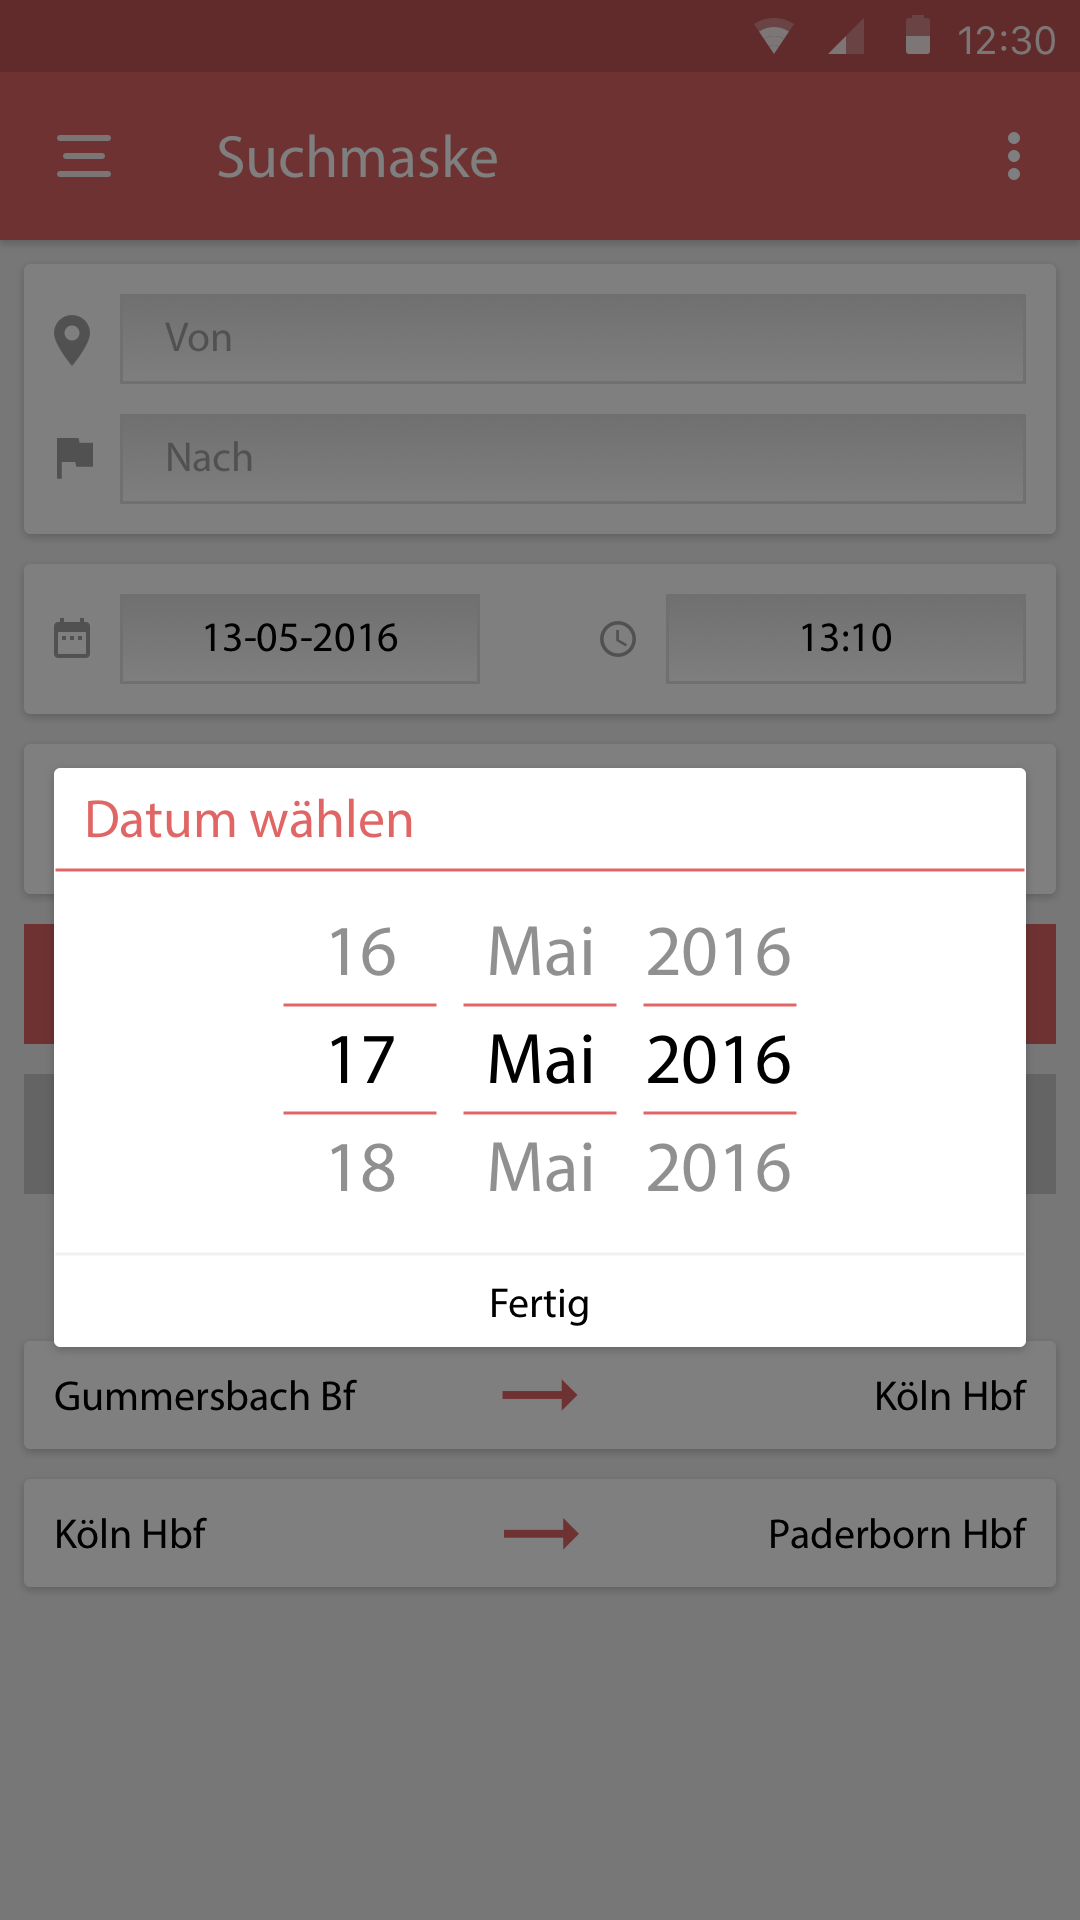 12:30
Suchmaske
Von
Nach
13-05-2016 13:10
Datum wählen
16 Mai 2016
17 Mai 2016
18 Mai 2016
Fertig
Gummersbach Bf Köln Hbf
Köln Hbf Paderborn Hbf